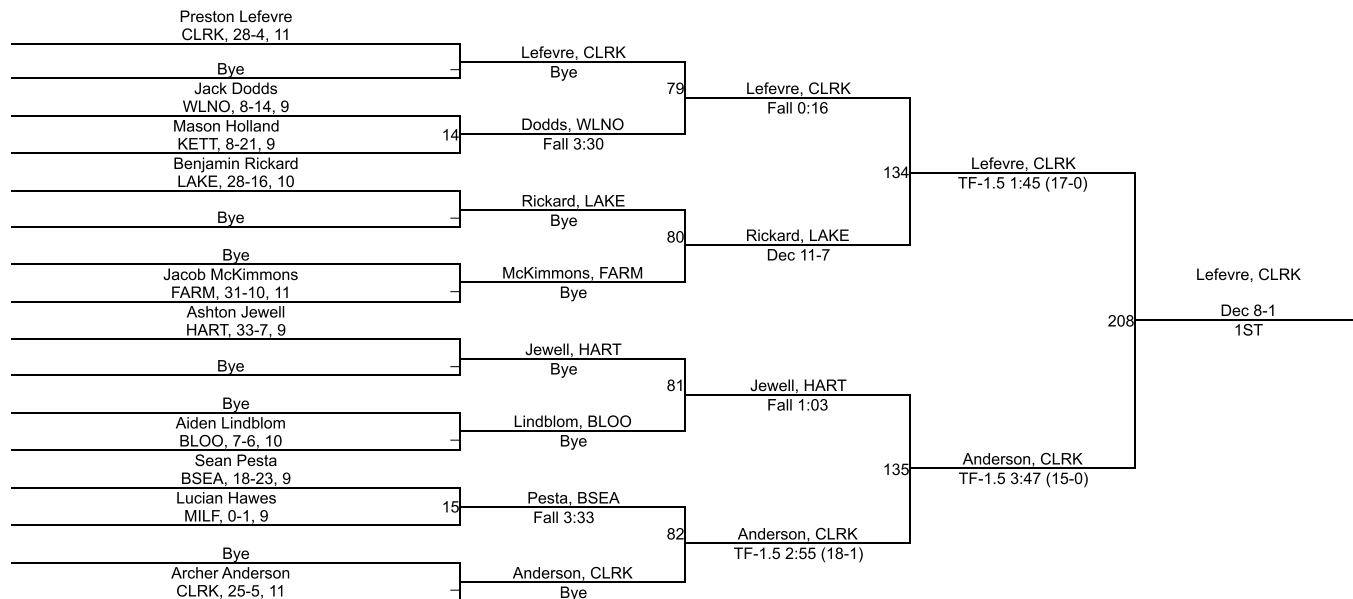 Preston Lefevre
CLRK, 28-4, 11
Bye
–
Jack Dodds
WLNO, 8-14, 9
Mason Holland
KETT, 8-21, 9
14
Benjamin Rickard
LAKE, 28-16, 10
Bye
–
Bye
Jacob McKimmons
FARM, 31-10, 11
–
Ashton Jewell
HART, 33-7, 9
Bye
–
Bye
Aiden Lindblom
BLOO, 7-6, 10
–
Sean Pesta
BSEA, 18-23, 9
Lucian Hawes
MILF, 0-1, 9
15
Bye
Archer Anderson
CLRK, 25-5, 11
–
Lefevre, CLRK
Bye
79
Dodds, WLNO
Fall 3:30
Rickard, LAKE
Bye
80
McKimmons, FARM
Bye
Jewell, HART
Bye
81
Lindblom, BLOO
Bye
Pesta, BSEA
Fall 3:33
82
Anderson, CLRK
Bye
Lefevre, CLRK
Fall 0:16
134
Rickard, LAKE
Dec 11-7
Jewell, HART
Fall 1:03
135
Anderson, CLRK
TF-1.5 2:55 (18-1)
Lefevre, CLRK
TF-1.5 1:45 (17-0)
208
Anderson, CLRK
TF-1.5 3:47 (15-0)
Lefevre, CLRK
Dec 8-1
1ST